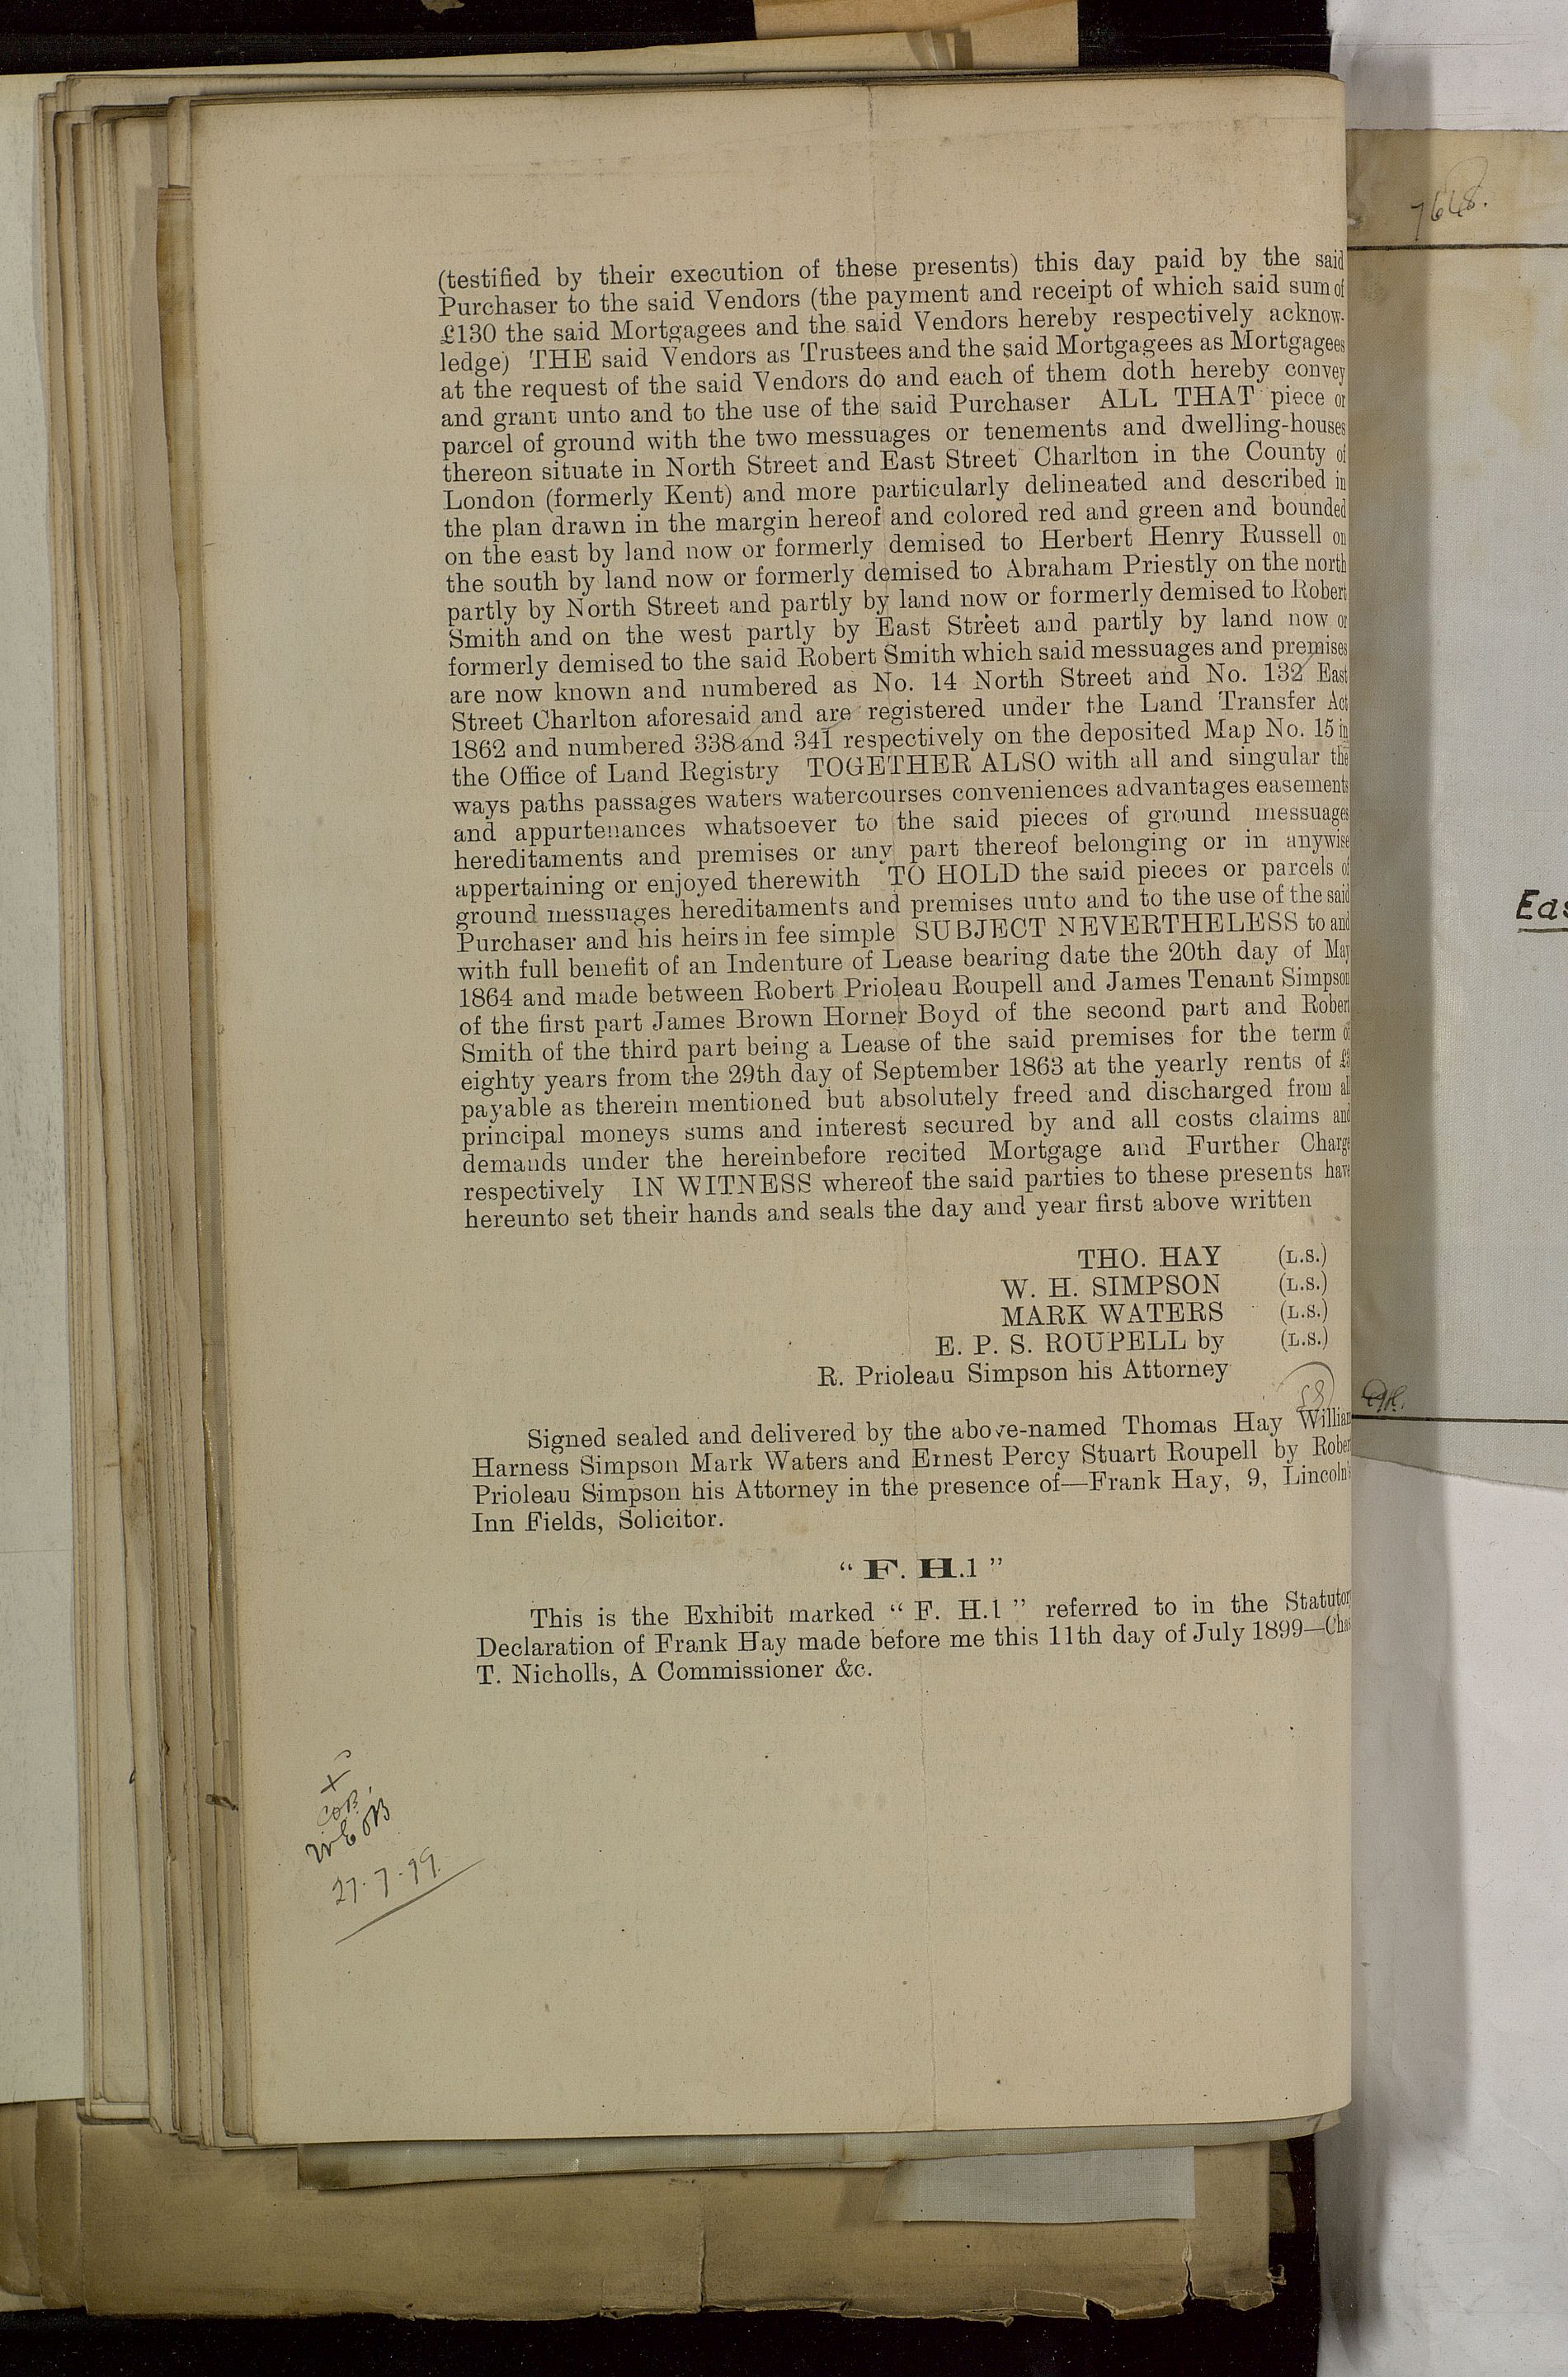 (testified by their execution of these presents) this day paid by the said
Purchaser to the said Vendors (the payment and receipt of which said sum of
£130 the said Mortgagees and the said Vendors hereby respectively acknow-
ledge) THE said Vendors as Trustees and the said Mortgagees as Mortgagees
at the request of the said Vendors do and each of them doth hereby convey
and grant unto and to the use of the said Purchaser ALL THAT piece or
parcel of ground with the two messuages or tenements and dwelling-houses
thereon situate in North Street and East Street Charlton in the County of
London (formerly Kent) and more particularly delineated and described in
the plan drawn in the margin hereof and colored red and green and bounded
on the east by land now or formerly demised to Herbert Henry Russell on
the south by land now or formerly demised to Abraham Priestly on the north
partly by North Street and partly by land now or formerly demised to Robert
Smith and on the west partly by East Street and partly by land now or
formerly demised to the said Robert Smith which said messuages and premises
are now known and numbered as No. 14 North Street and No. 132 East
Street Charlton aforesaid and are registered under the Land Transfer Act
1862 and numbered 338 and 341 respectively on the deposited Map No. 15 in
the Office of Land Registry TOGETHER ALSO with all and singular the
ways paths passages waters watercourses conveniences advantages easements
and appurtenances whatsoever to the said pieces of ground messuages
hereditaments and premises or any part thereof belonging or in anywise
appertaining or enjoyed therewith TO HOLD the said pieces or parcels of
ground messuages hereditaments and premises unto and to the use of the said
Purchaser and his heirs in fee simple SUBJECT NEVERTHELESS to and
with full benefit of an Indenture of Lease bearing date the 20th day of May
1864 and made between Robert Prioleau Roupell and James Tenant Simpson
of the first part James Brown Horner Boyd of the second part and Robert
Smith of the third part being a Lease of the said premises for the term of
eighty years from the 29th day of September 1863 at the yearly rents of
payable as therein mentioned but absolutely freed and discharged from all
principal moneys sums and interest secured by and all costs claims and
demands under the hereinbefore recited Mortgage and Further Charge
respectively IN WITNESS whereof the said parties to these presents have
hereunto set their hands and seals the day and year first above written
THO. HAY (L.S.)
W. H. SIMPSON (L.S.)
MARK WATERS (L.S.)
E. P. S. ROUPELL by (L.S.)
R. Prioleau Simpson his Attorney
Signed sealed and delivered by the above-named Thomas Hay William
Harness Simpson Mark Waters and Ernest Percy Stuart Roupell by Robert
Prioleau Simpson his Attorney in the presence of—Frank Hay, 9, Lincoln's
Inn Fields, Solicitor.
“F. H.1”
This is the Exhibit marked “F. H.1” referred to in the Statutory
Declaration of Frank Hay made before me this 11th day of July 1899—Chas
T. Nicholls, A Commissioner &c.
27.7.99
7648.
Eas